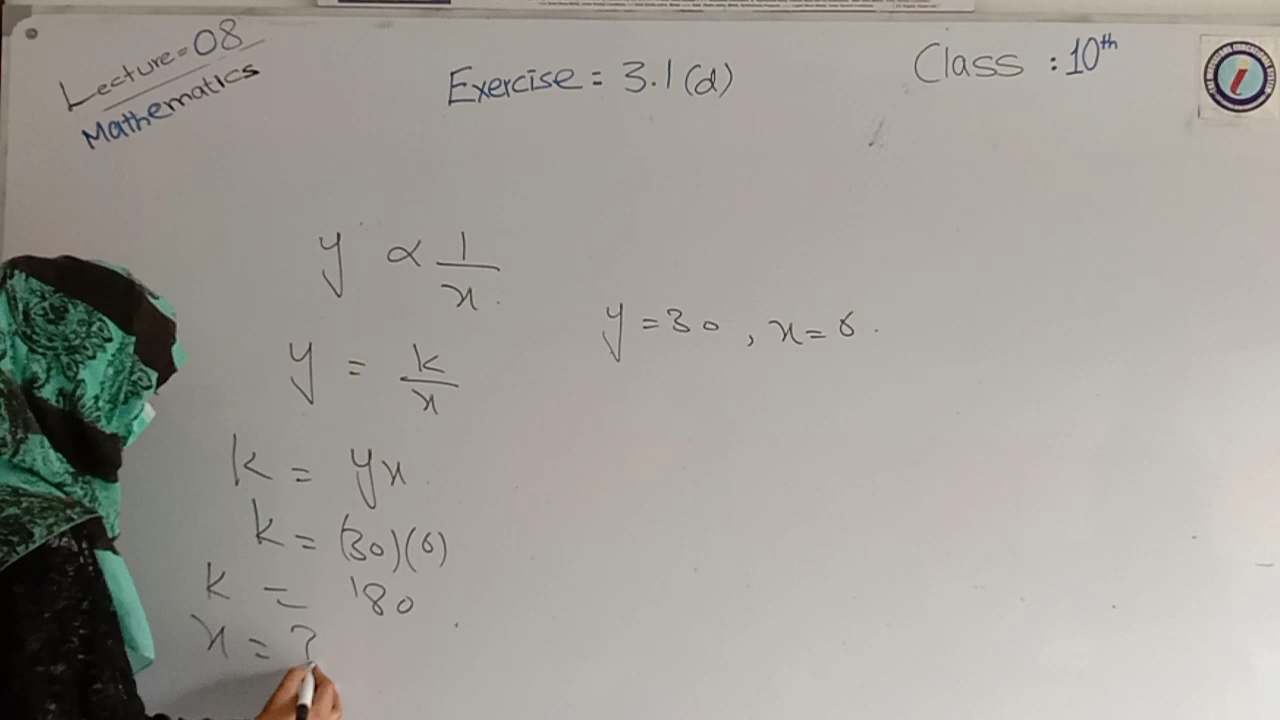 Lecture = 08
Mathematics
Exercise = 3.1 (d)
Class : 10th
y ∝ 1/x
y = 30 , x = 6 .
y = k/x
k = yx
k = (30)(6)
k = 180
x = ?